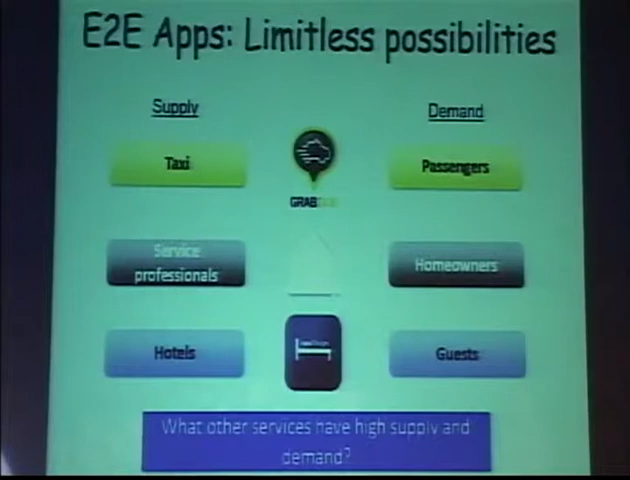 E2E Apps: Limitless possibilities
Supply
Demand
Taxi
Passengers
GRABTAXI
Service
professionals
Homeowners
Hotels
Guests
What other services have high supply and
demand?